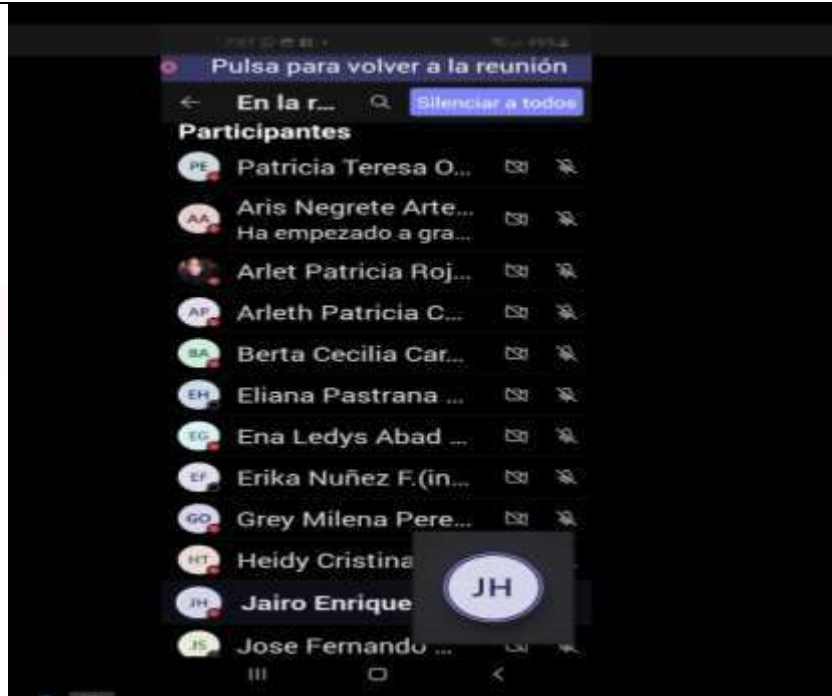 Pulsa para volver a la reunión
En la r... Silenciar a todos
Participantes
PE Patricia Teresa O...
AA Aris Negrete Arte...
Ha empezado a gra...
Arlet Patricia Roj...
AP Arleth Patricia C...
BA Berta Cecilia Car...
EH Eliana Pastrana ...
EG Ena Ledys Abad ...
EF Erika Nuñez F.(in...
GO Grey Milena Pere...
HT Heidy Cristina
JH Jairo Enrique
JH
JS Jose Fernando ...